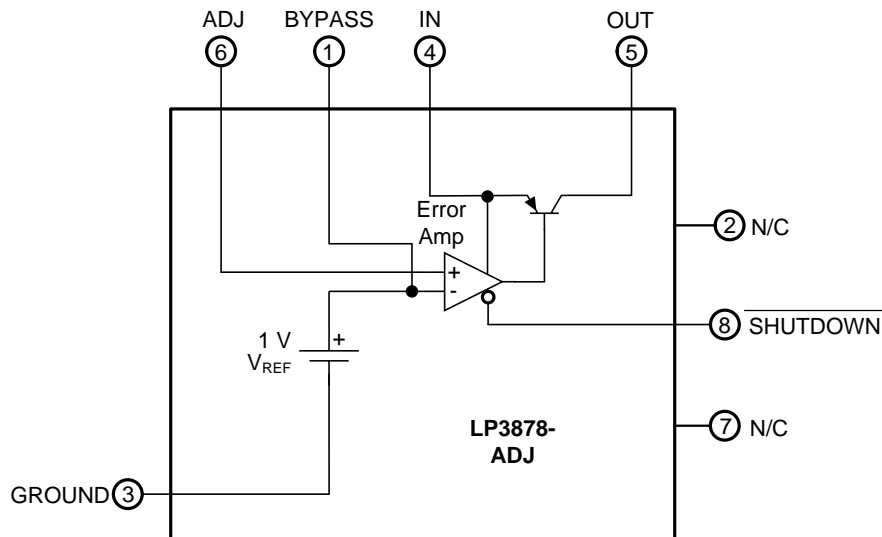 ADJ BYPASS IN OUT
6 1 4 5
Error
Amp
2 N/C
+
-
8 SHUTDOWN
1 V +
VREF
7 N/C
LP3878-
ADJ
GROUND 3